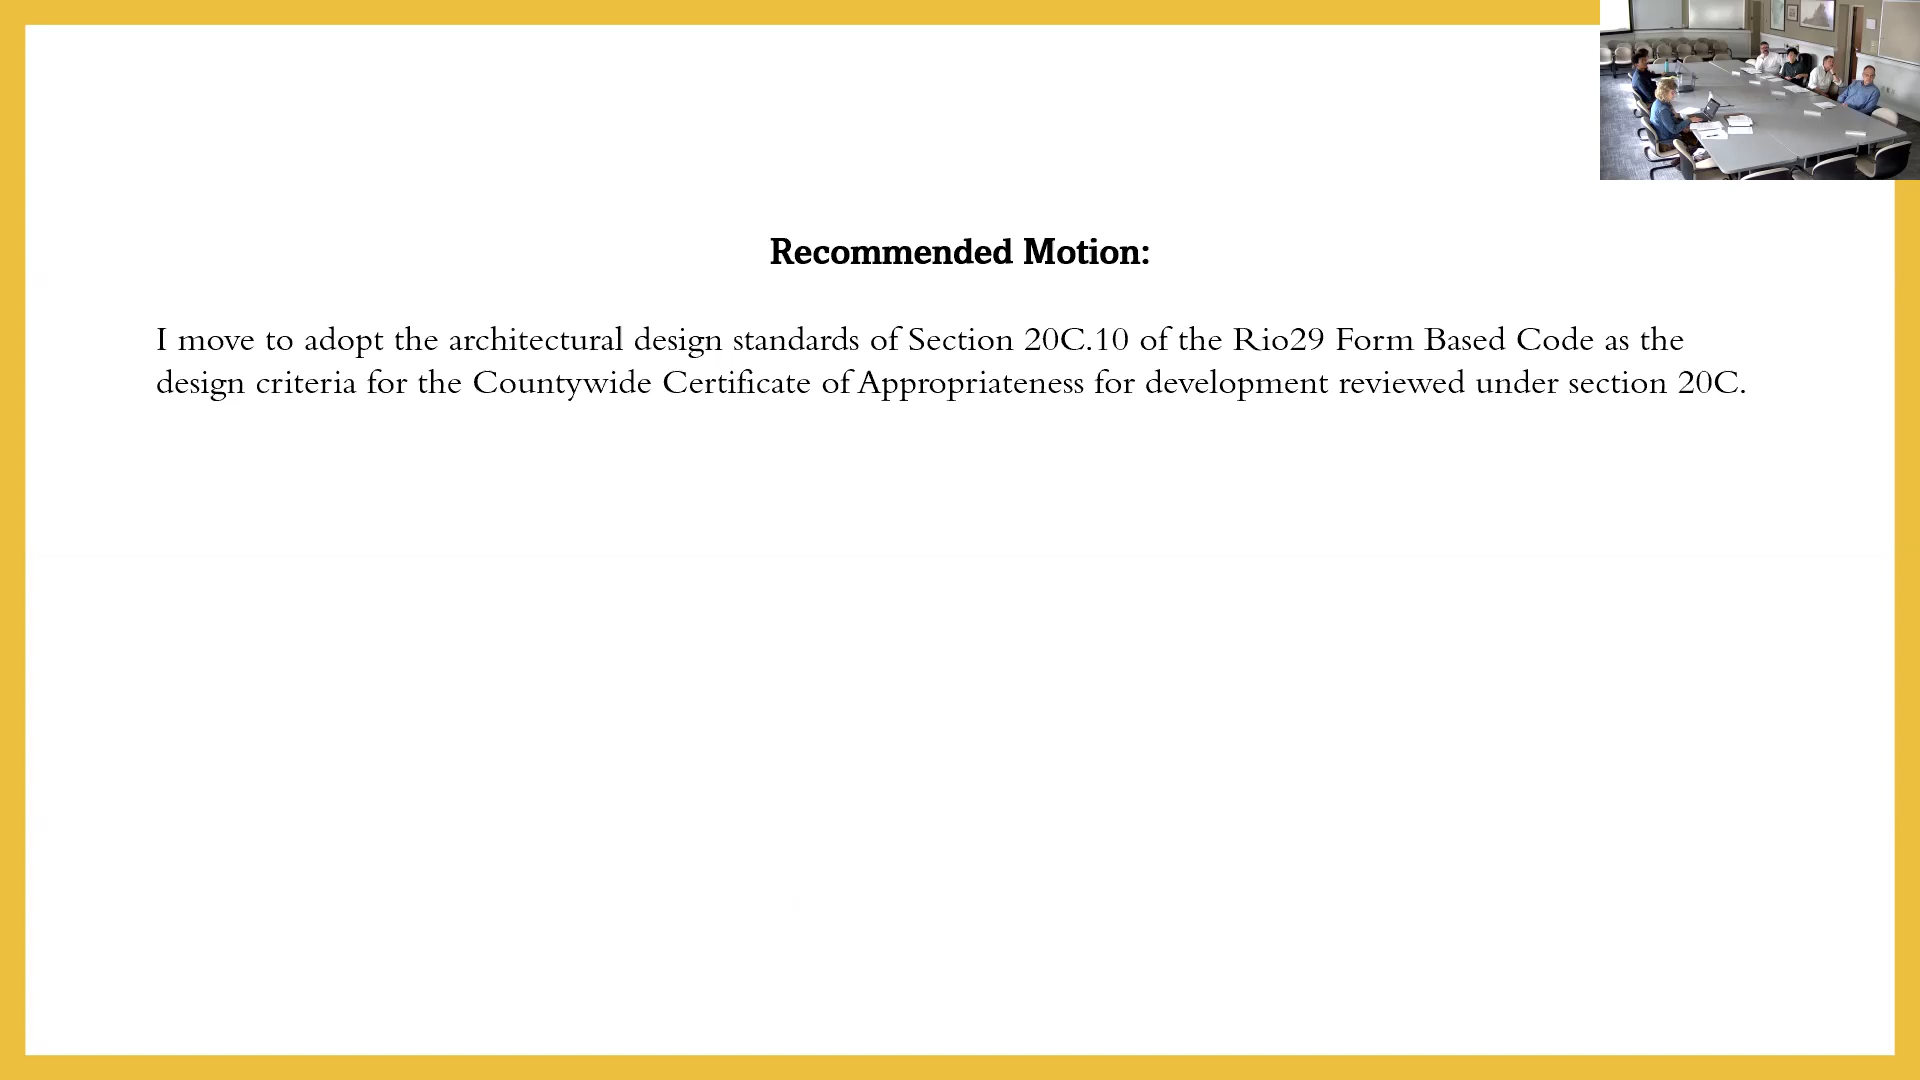 Recommended Motion:
I move to adopt the architectural design standards of Section 20C.10 of the Rio29 Form Based Code as the
design criteria for the Countywide Certificate of Appropriateness for development reviewed under section 20C.